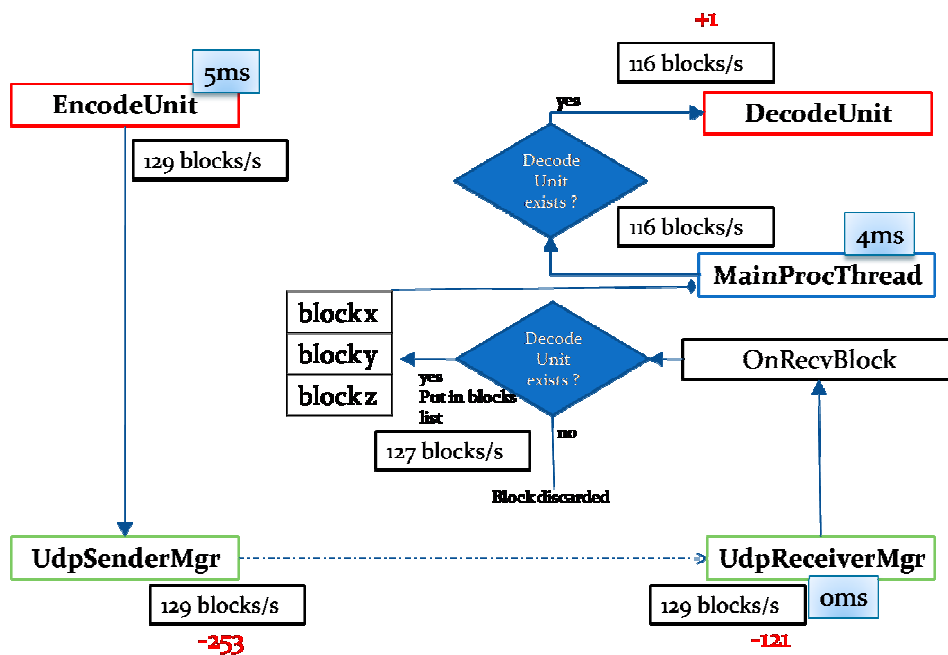 +1
116 blocks/s
5ms
EncodeUnit
yes
DecodeUnit
129 blocks/s
Decode
Unit
exists ?
116 blocks/s
4ms
MainProcThread
blockx
blocky
blockz
Decode
Unit
exists ?
OnRecvBlock
yes
Put in blocks
list
no
127 blocks/s
Block discarded
UdpSenderMgr
UdpReceiverMgr
129 blocks/s
129 blocks/s
0ms
-253
-121